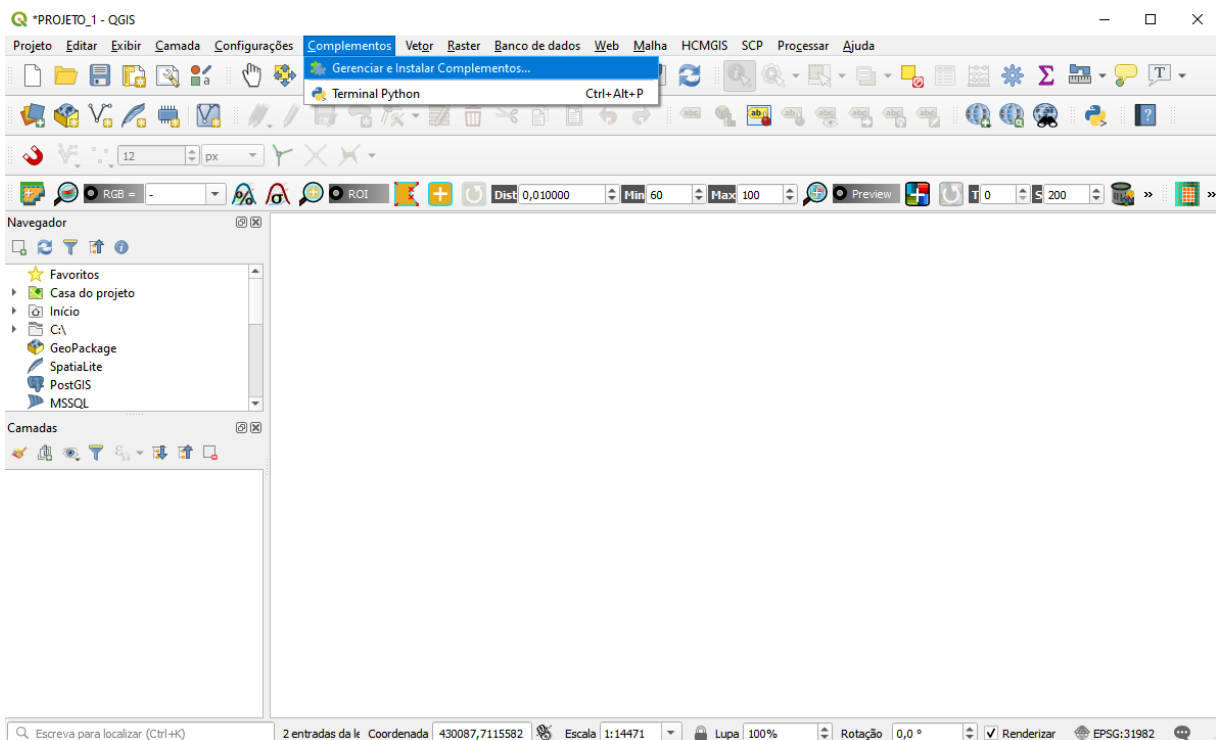 *PROJETO_1 - QGIS
Projeto Editar Exibir Camada Configurações Complementos Vetor Raster Banco de dados Web Malha HCMGIS SCP Processar Ajuda
Gerenciar e Instalar Complementos...
Terminal Python Ctrl+Alt+P
12 px
RGB = - ROI Dist 0,010000 Min 60 Max 100 Preview T 0 S 200 »
»
Navegador
Favoritos
Casa do projeto
Início
C:\
GeoPackage
SpatiaLite
PostGIS
MSSQL
Camadas
Escreva para localizar (Ctrl+K) 2 entradas da le Coordenada 430087,7115582 Escala 1:14471 Lupa 100% Rotação 0,0 ° Renderizar EPSG:31982